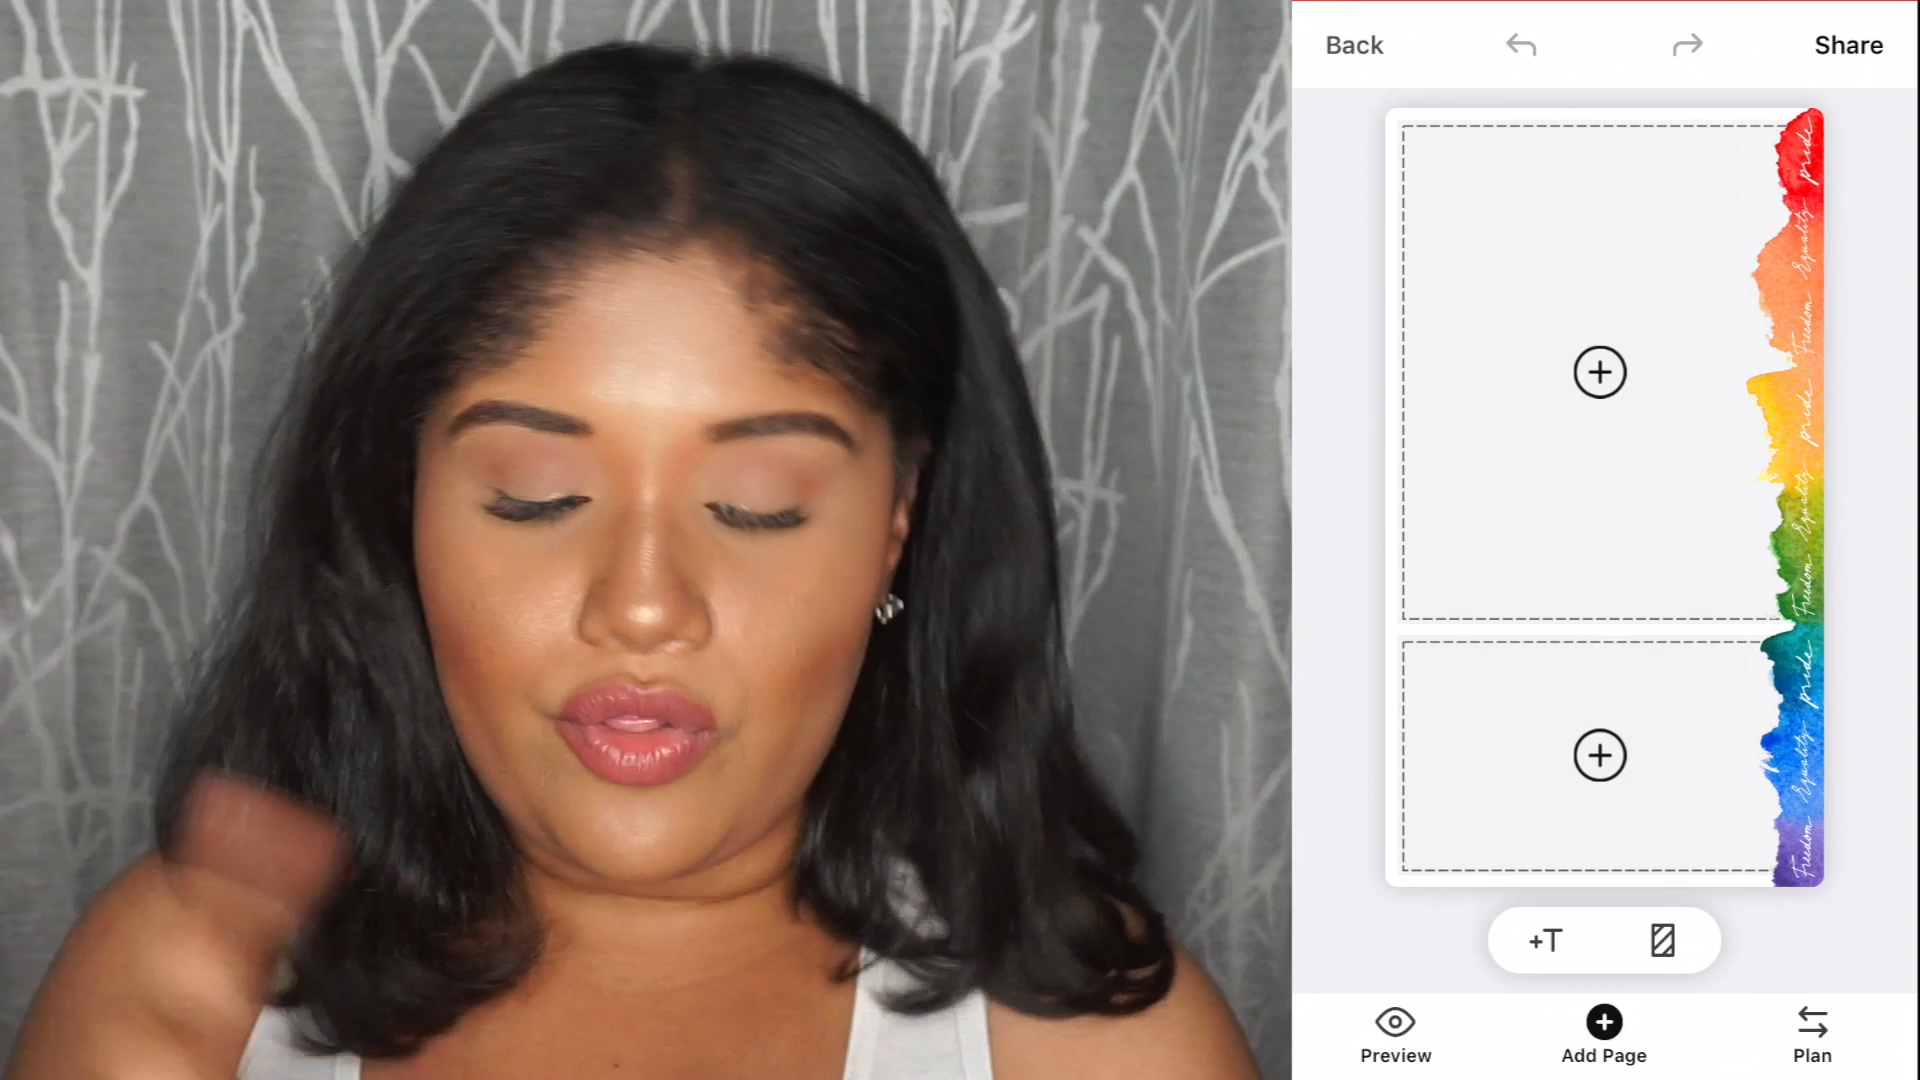 Back
Share
pride
Equality
Freedom
pride
Equality
Freedom
pride
Equality
Freedom
+T
Preview
Add Page
Plan